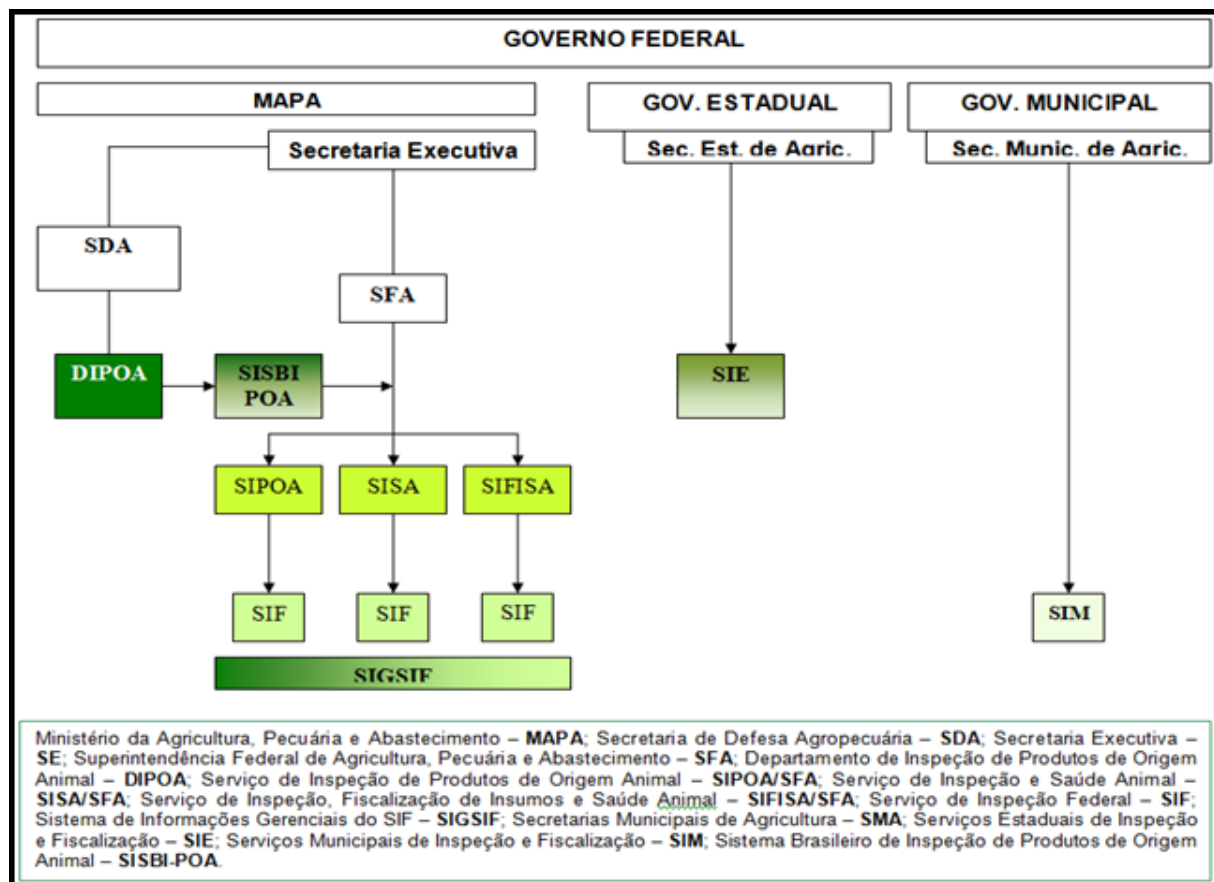 GOVERNO FEDERAL
MAPA
GOV. ESTADUAL
GOV. MUNICIPAL
Secretaria Executiva
Sec. Est. de Agric.
Sec. Munic. de Agric.
SDA
SFA
DIPOA
SISBI
POA
SIE
SIPOA
SISA
SIFISA
SIF
SIF
SIF
SIM
SIGSIF
Ministério da Agricultura, Pecuária e Abastecimento – MAPA; Secretaria de Defesa Agropecuária – SDA; Secretaria Executiva –
SE; Superintendência Federal de Agricultura, Pecuária e Abastecimento – SFA; Departamento de Inspeção de Produtos de Origem
Animal – DIPOA; Serviço de Inspeção de Produtos de Origem Animal – SIPOA/SFA; Serviço de Inspeção e Saúde Animal –
SISA/SFA; Serviço de Inspeção, Fiscalização de Insumos e Saúde Animal – SIFISA/SFA; Serviço de Inspeção Federal – SIF;
Sistema de Informações Gerenciais do SIF – SIGSIF; Secretarias Municipais de Agricultura – SMA; Serviços Estaduais de Inspeção
e Fiscalização – SIE; Serviços Municipais de Inspeção e Fiscalização – SIM; Sistema Brasileiro de Inspeção de Produtos de Origem
Animal – SISBI-POA.